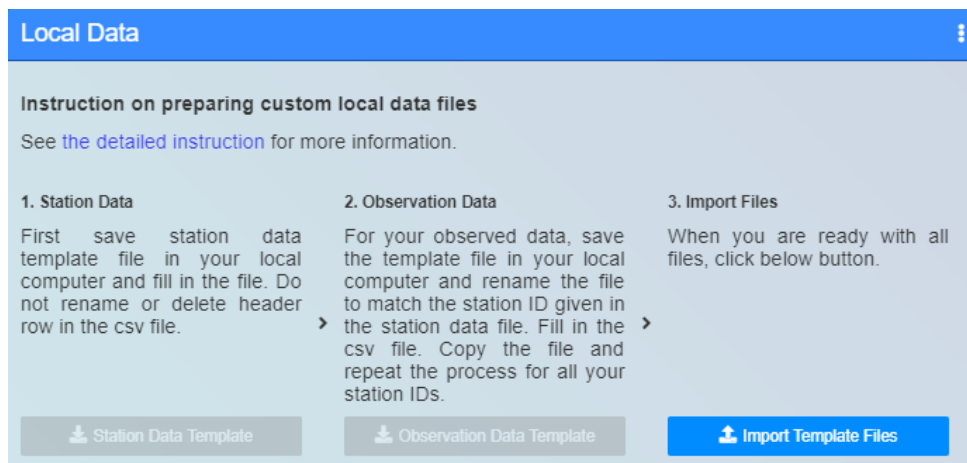 Local Data
Instruction on preparing custom local data files
See the detailed instruction for more information.
1. Station Data
First save station data
template file in your local
computer and fill in the file. Do
not rename or delete header
row in the csv file.
2. Observation Data
For your observed data, save
the template file in your local
computer and rename the file
to match the station ID given in
the station data file. Fill in the
csv file. Copy the file and
repeat the process for all your
station IDs.
3. Import Files
When you are ready with all
files, click below button.
Station Data Template
Observation Data Template
Import Template Files